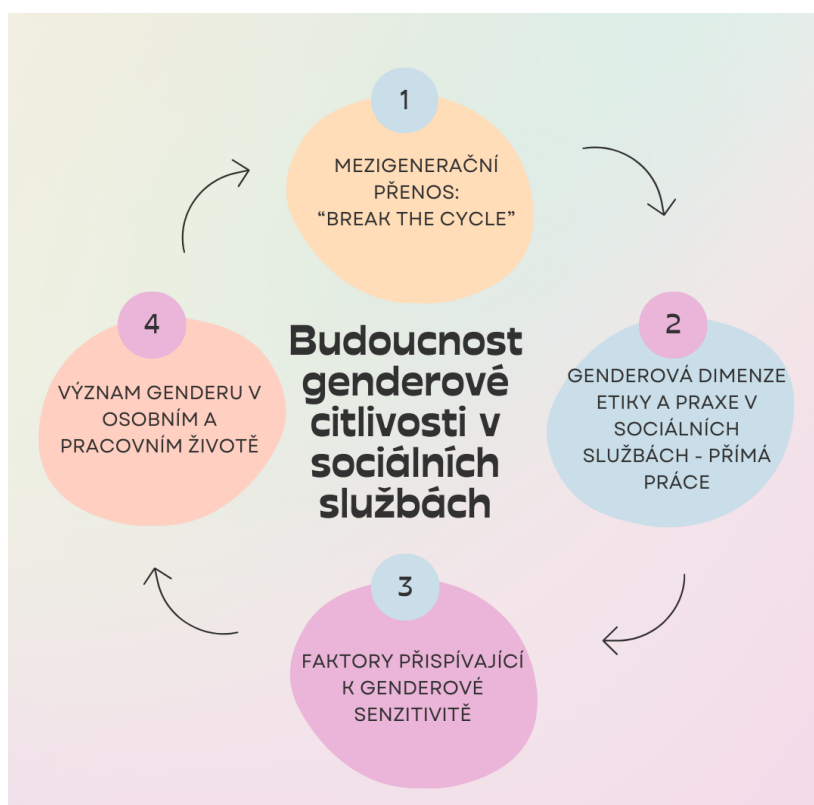 1
MEZIGENERAČNÍ
PŘENOS:
“BREAK THE CYCLE”
2
GENDEROVÁ DIMENZE
ETIKY A PRAXE V
SOCIÁLNÍCH
SLUŽBÁCH - PŘÍMÁ
PRÁCE
3
FAKTORY PŘISPÍVAJÍCÍ
K GENDEROVÉ
SENZITIVITĚ
4
VÝZNAM GENDERU V
OSOBNÍM A
PRACOVNÍM ŽIVOTĚ
Budoucnost
genderové
citlivosti v
sociálních
službách